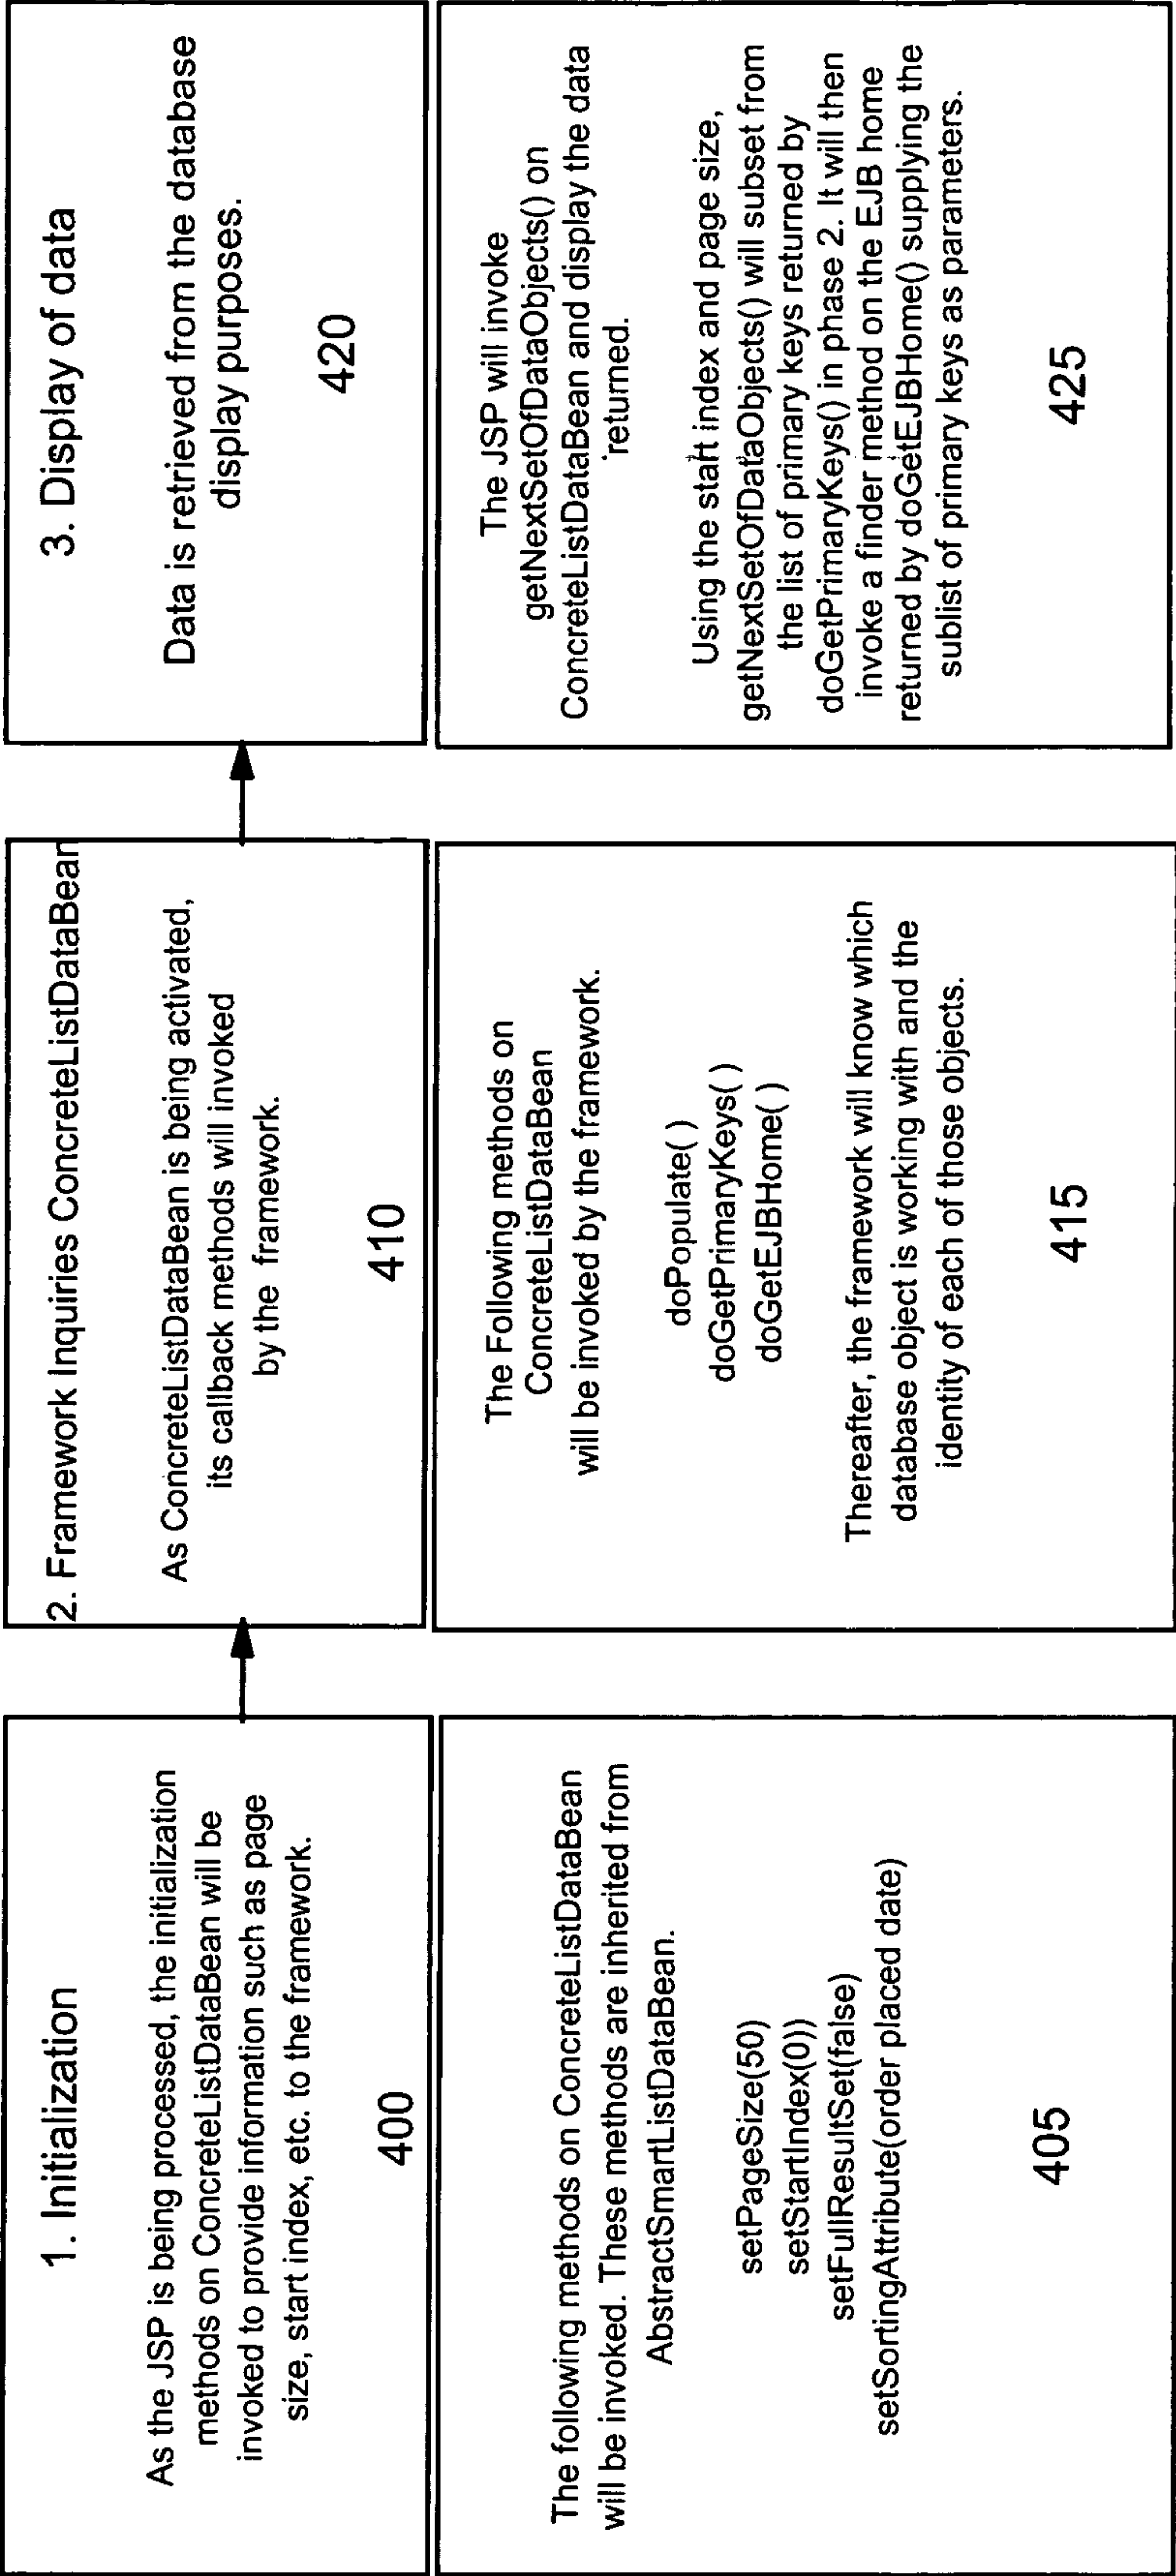 1. Initialization
As the JSP is being processed, the initialization
methods on ConcreteListDataBean will be
invoked to provide information such as page
size, start index, etc. to the framework.
400
The following methods on ConcreteListDataBean
will be invoked. These methods are inherited from
AbstractSmartListDataBean.
setPageSize(50)
setStartIndex(0))
setFullResultSet(false)
setSortingAttribute(order placed date)
405
2. Framework Inquiries ConcreteListDataBean
As ConcreteListDataBean is being activated,
its callback methods will invoked
by the framework.
410
The Following methods on
ConcreteListDataBean
will be invoked by the framework.
doPopulate( )
doGetPrimaryKeys( )
doGetEJBHome( )
Thereafter, the framework will know which
database object is working with and the
identity of each of those objects.
415
3. Display of data
Data is retrieved from the database
display purposes.
420
The JSP will invoke
getNextSetOfDataObjects() on
ConcreteListDataBean and display the data
returned.
Using the start index and page size,
getNextSetOfDataObjects() will subset from
the list of primary keys returned by
doGetPrimaryKeys() in phase 2. It will then
invoke a finder method on the EJB home
returned by doGetEJBHome() supplying the
sublist of primary keys as parameters.
425